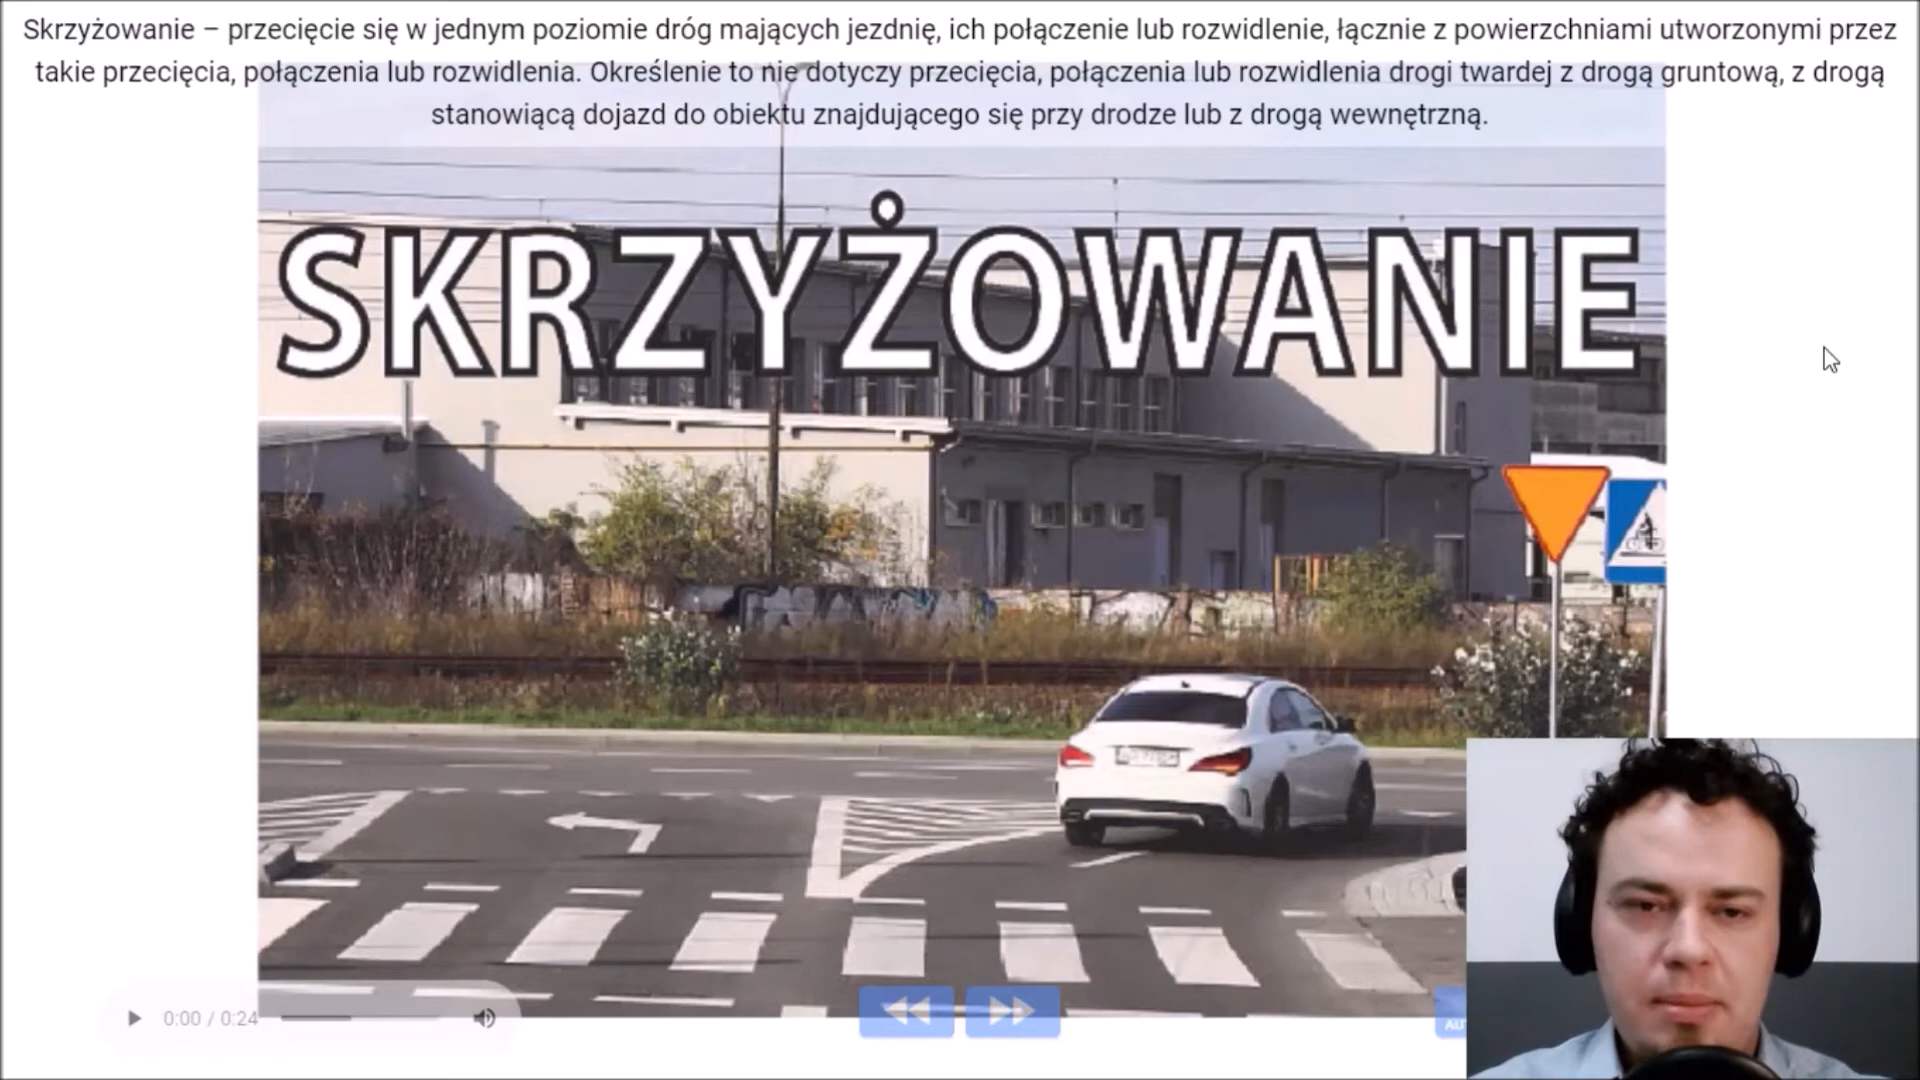 Skrzyżowanie – przecięcie się w jednym poziomie dróg mających jezdnię, ich połączenie lub rozwidlenie, łącznie z powierzchniami utworzonymi przez
takie przecięcia, połączenia lub rozwidlenia. Określenie to nie dotyczy przecięcia, połączenia lub rozwidlenia drogi twardej z drogą gruntową, z drogą
stanowiącą dojazd do obiektu znajdującego się przy drodze lub z drogą wewnętrzną.
SKRZYŻOWANIE
0:00 / 0:24